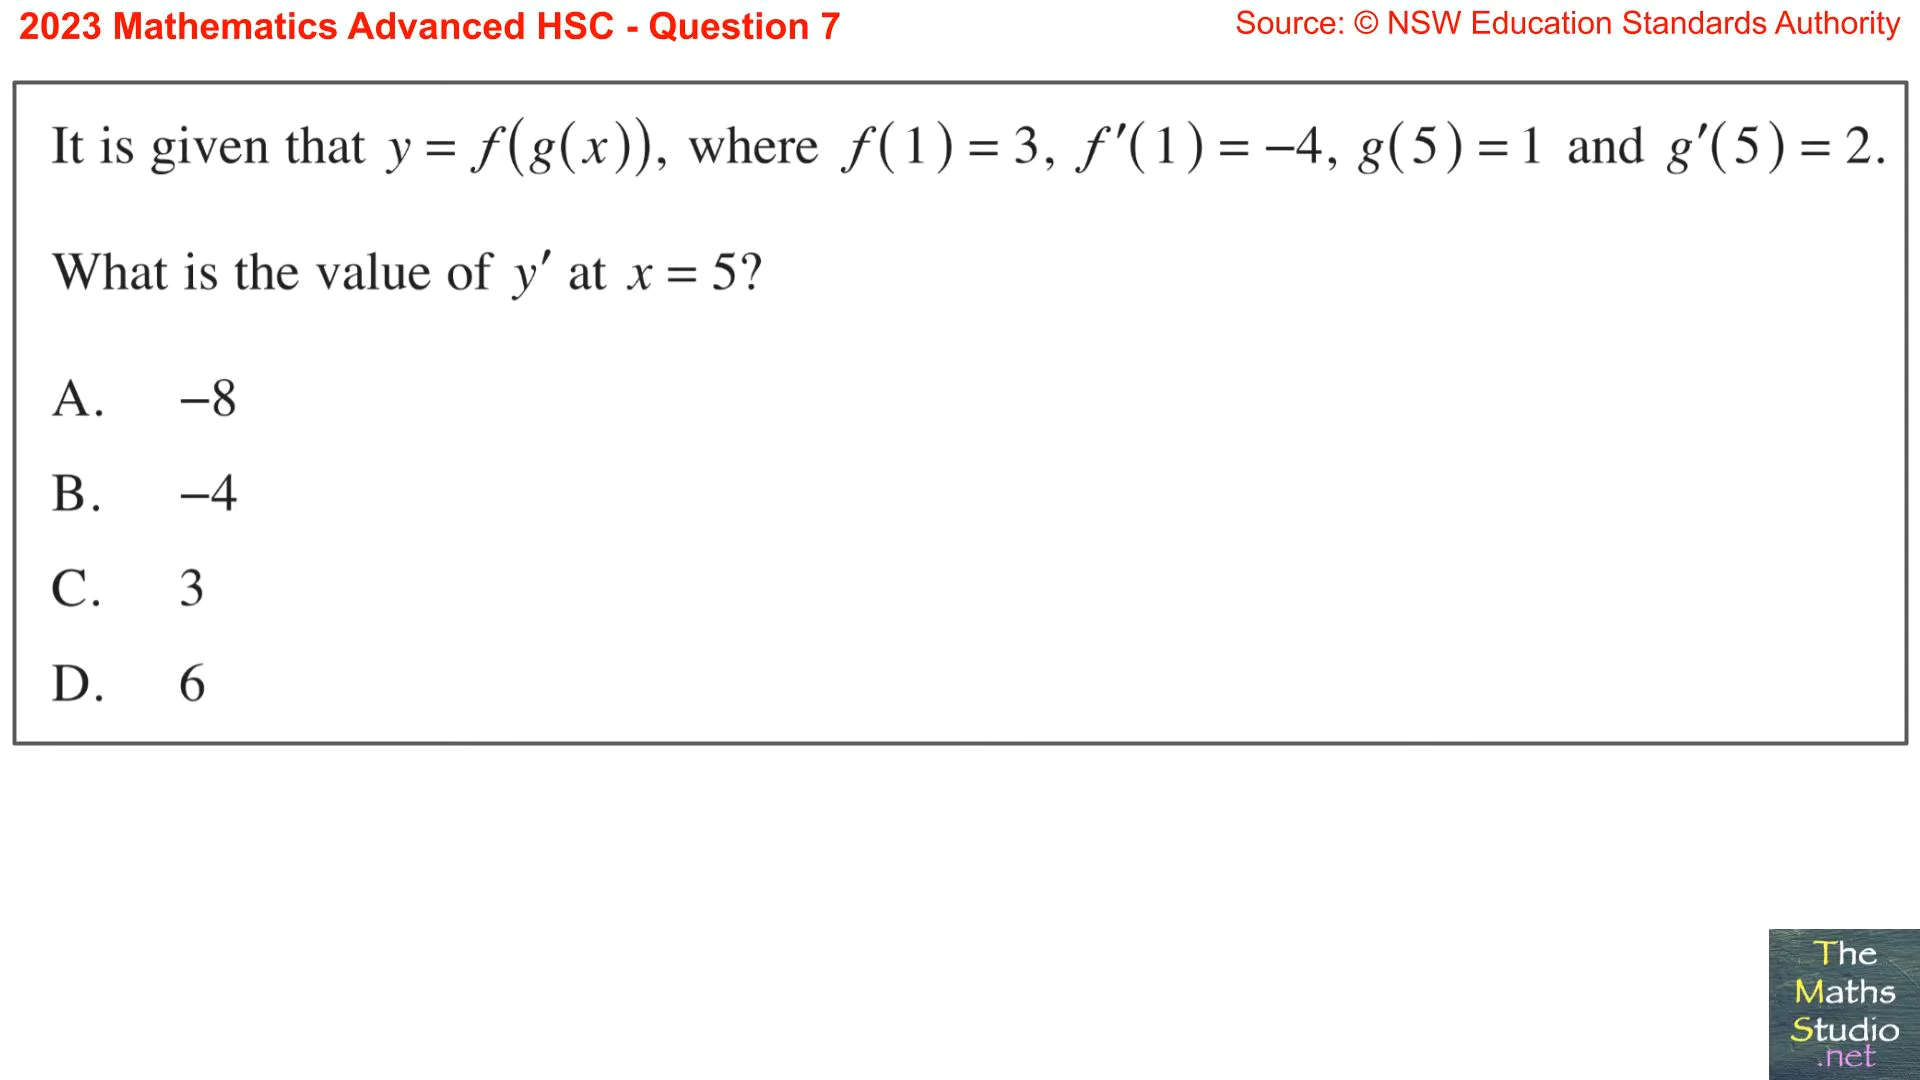 2023 Mathematics Advanced HSC - Question 7
Source: © NSW Education Standards Authority
It is given that y = f(g(x)), where f(1) = 3, f′(1) = −4, g(5) = 1 and g′(5) = 2.
What is the value of y′ at x = 5?
A. −8
B. −4
C. 3
D. 6
The
Maths
Studio
.net